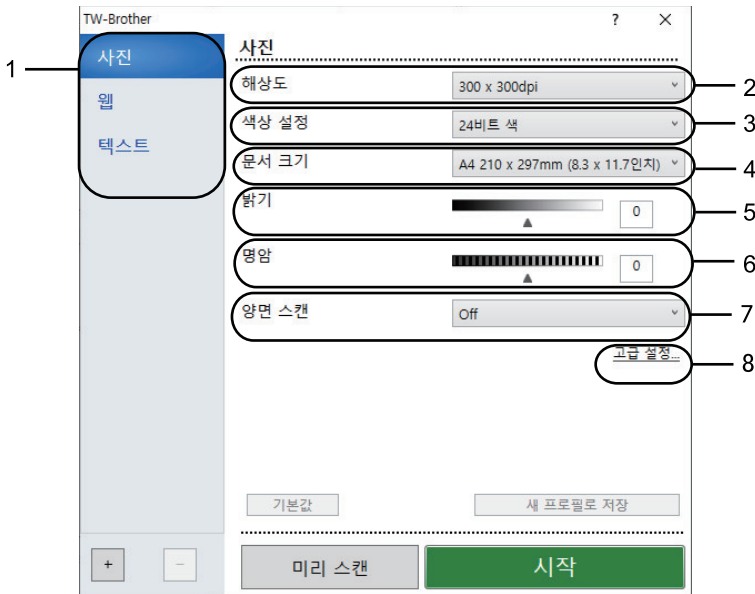 TW-Brother ? ×
1
사진
웹
텍스트
사진
해상도 300 x 300dpi 2
색상 설정 24비트 색 3
문서 크기 A4 210 x 297mm (8.3 x 11.7인치) 4
밝기 0 5
명암 0 6
양면 스캔 Off 7
고급 설정... 8
기본값 새 프로필로 저장
+ − 미리 스캔 시작